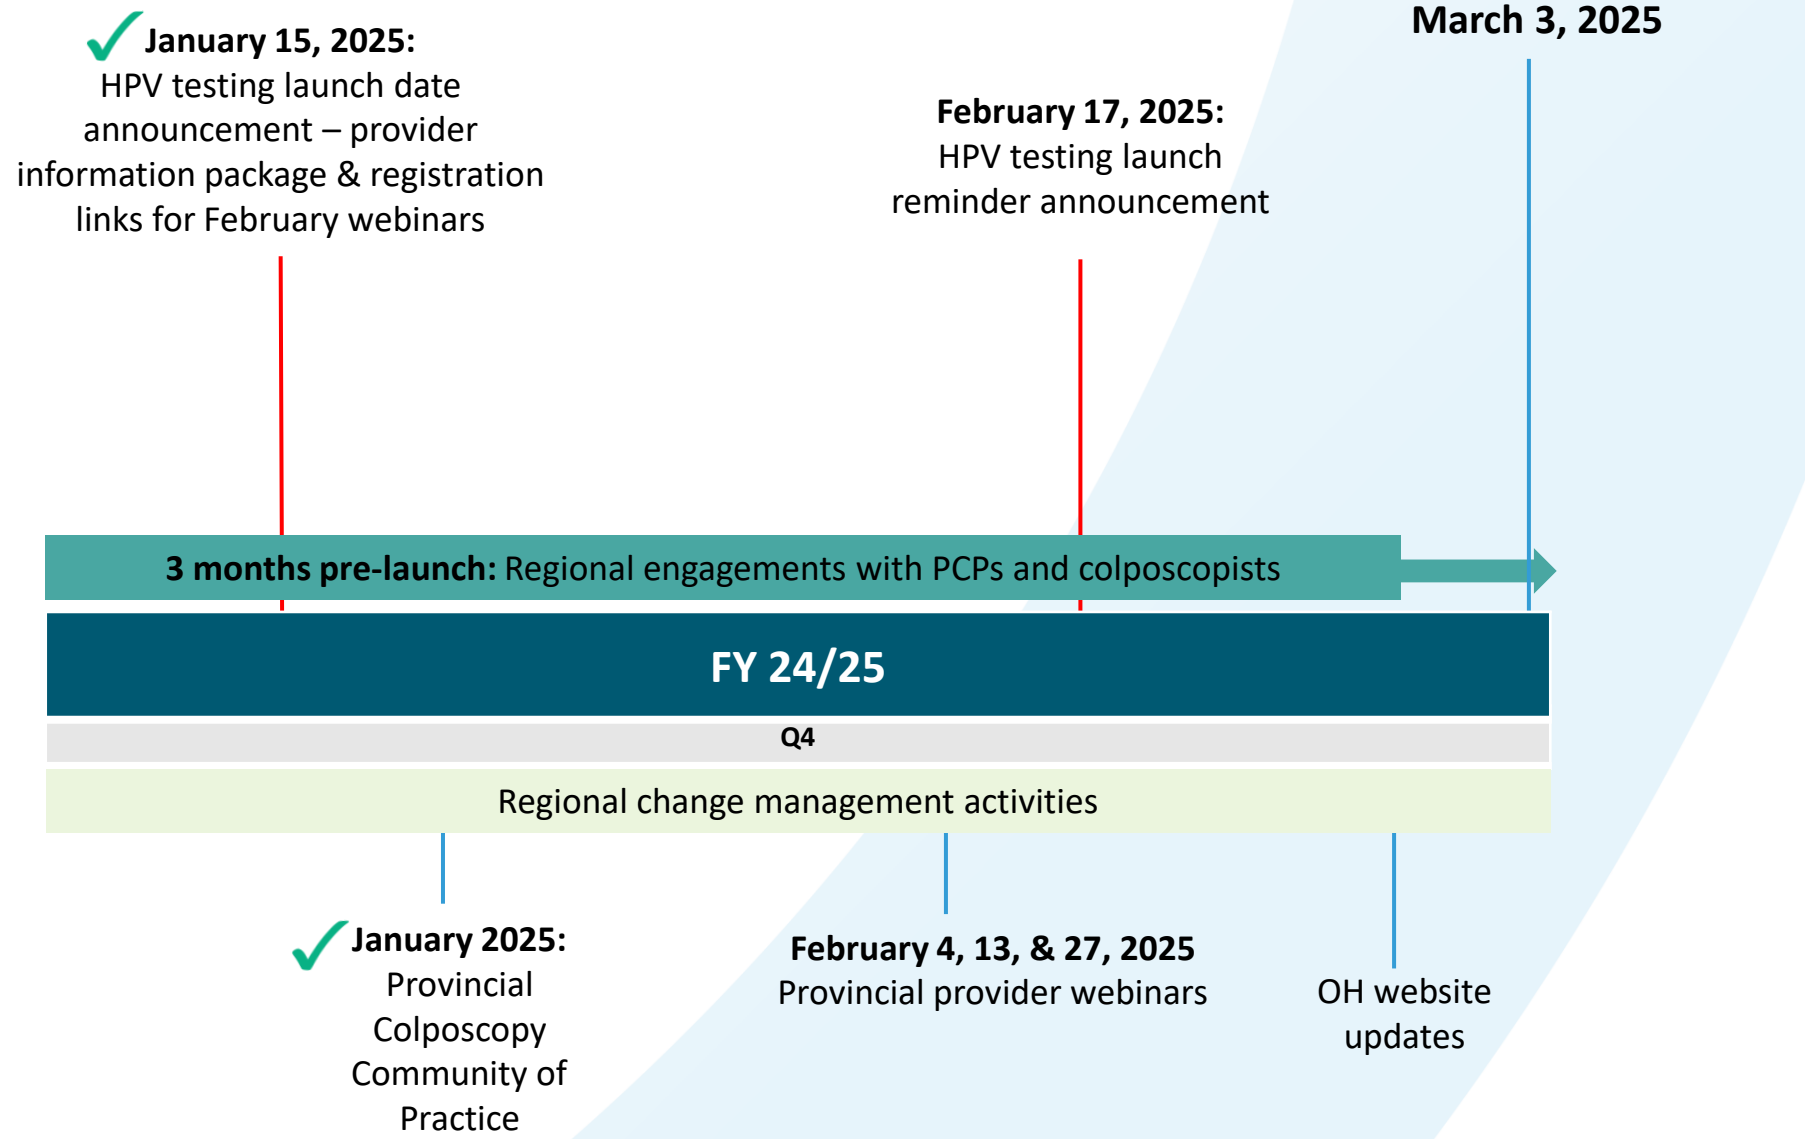 March 3, 2025
January 15, 2025:
HPV testing launch date
announcement – provider
information package & registration
links for February webinars
February 17, 2025:
HPV testing launch
reminder announcement
3 months pre-launch: Regional engagements with PCPs and colposcopists
FY 24/25
Q4
Regional change management activities
January 2025:
Provincial
Colposcopy
Community of
Practice
February 4, 13, & 27, 2025
Provincial provider webinars
OH website
updates